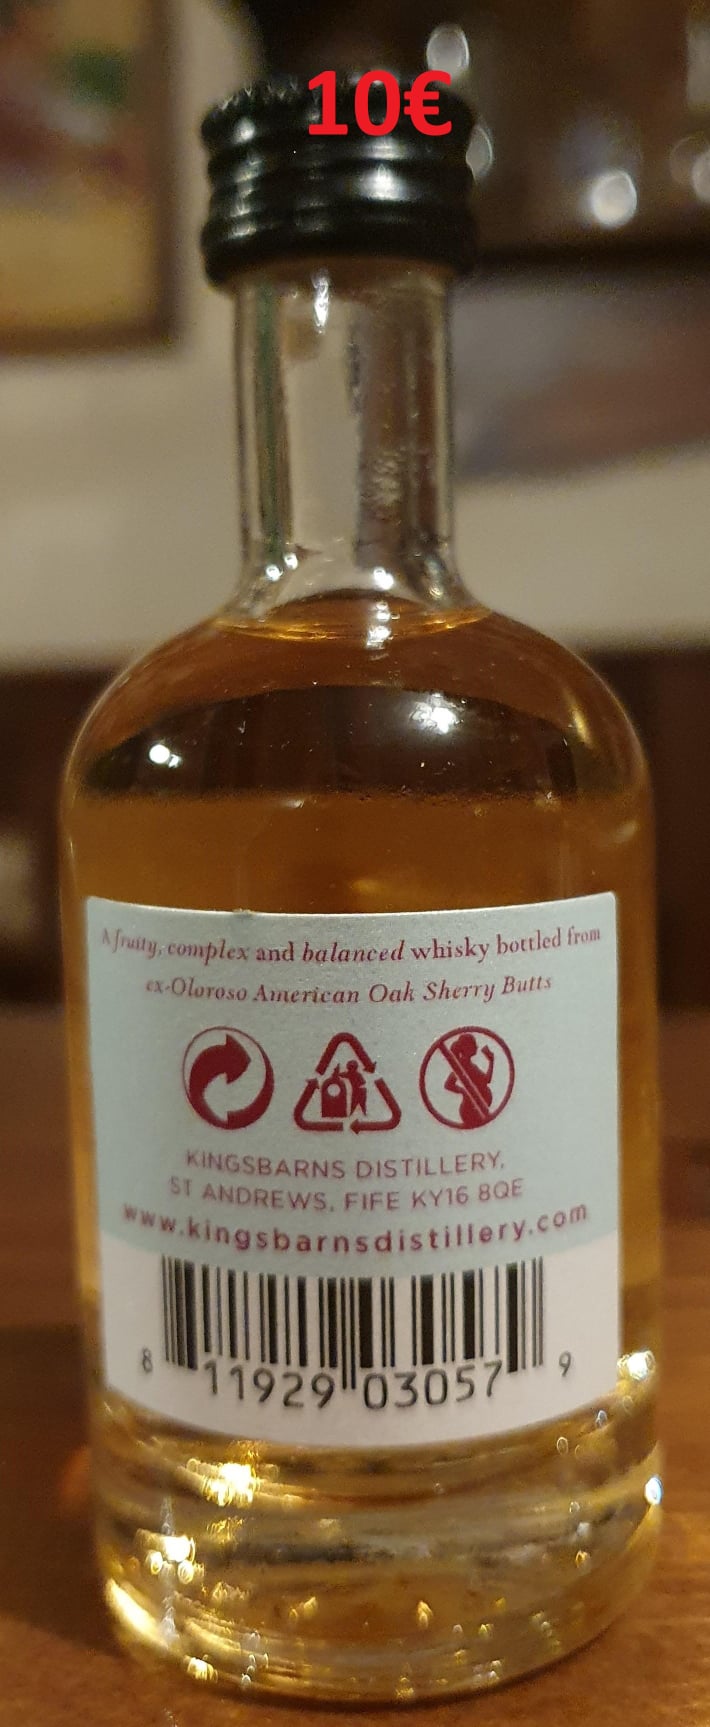 10€
A fruity, complex and balanced whisky bottled from
ex-Oloroso American Oak Sherry Butts
KINGSBARNS DISTILLERY,
ST ANDREWS, FIFE KY16 8QE
www.kingsbarnsdistillery.com
8 11929 03057 9